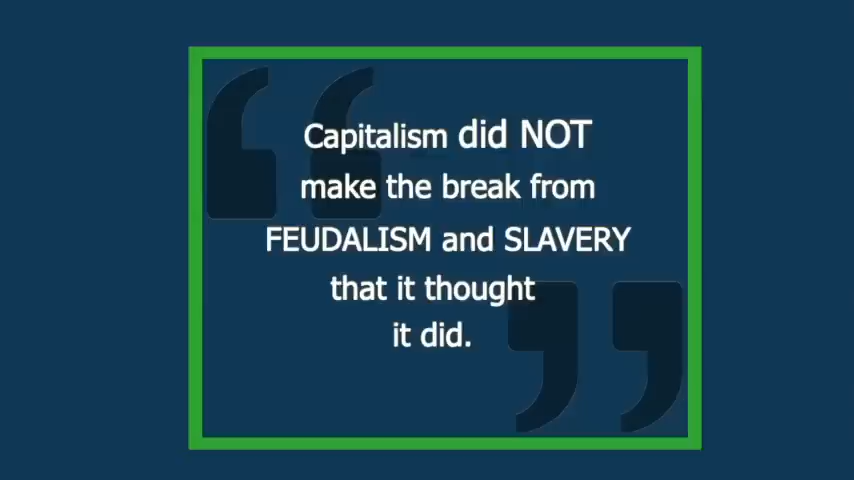 Capitalism did NOT
make the break from
FEUDALISM and SLAVERY
that it thought
it did.